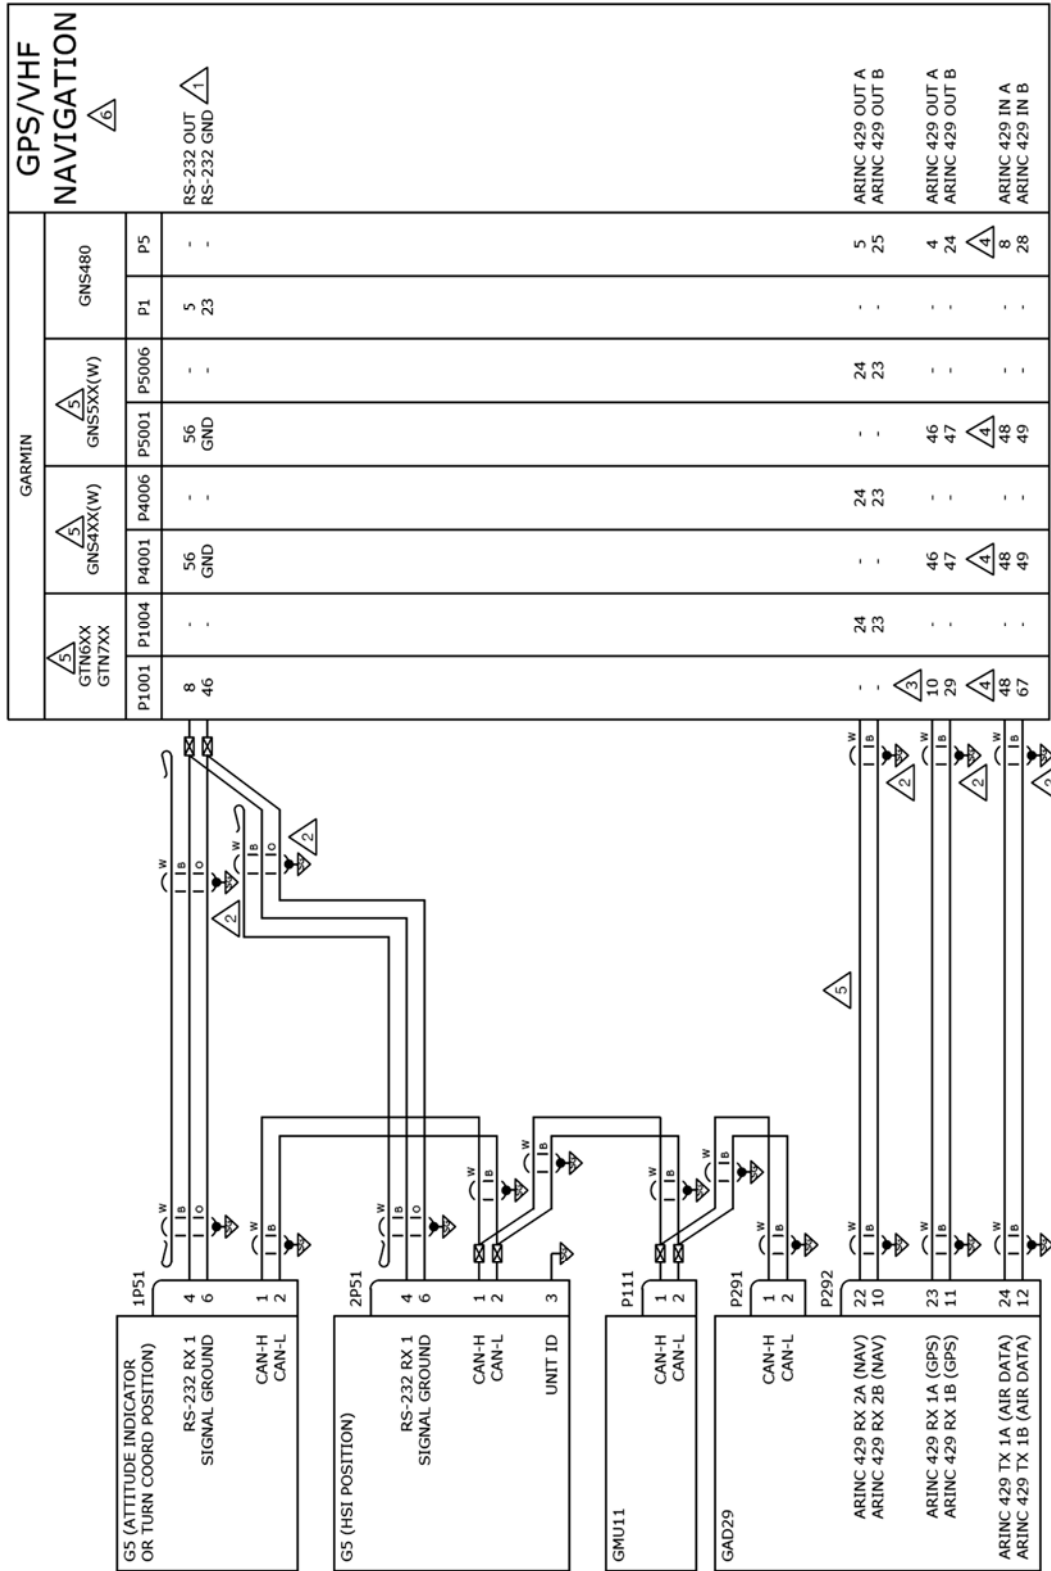 GPS/VHF
NAVIGATION
6
GARMIN
5
GTN6XX
GTN7XX
5
GNS4XX(W)
5
GNS5XX(W)
GNS480
P1001 P1004 P4001 P4006 P5001 P5006 P1 P5
8 - 56 - 56 - 5 - RS-232 OUT
46 - GND - GND - 23 - RS-232 GND
1
- 24 - 24 - 24 - 5 ARINC 429 OUT A
- 23 - 23 - 23 - 25 ARINC 429 OUT B
3
10 - 46 - 46 - - 4 ARINC 429 OUT A
29 - 47 - 47 - - 24 ARINC 429 OUT B
4 4 4 4
48 - 48 - 48 - - 8 ARINC 429 IN A
67 - 49 - 49 - - 28 ARINC 429 IN B
G5 (ATTITUDE INDICATOR
OR TURN COORD POSITION)
1P51
RS-232 RX 1 4
SIGNAL GROUND 6
CAN-H 1
CAN-L 2
W B O W B O
2
W B
G5 (HSI POSITION)
2P51
RS-232 RX 1 4
SIGNAL GROUND 6
CAN-H 1
CAN-L 2
UNIT ID 3
W B O W B O
2
W B W B
GMU11
P111
CAN-H 1
CAN-L 2
W B W B
GAD29
P291
CAN-H 1
CAN-L 2
W B
P292
ARINC 429 RX 2A (NAV) 22
ARINC 429 RX 2B (NAV) 10
W B 5 W B
2
ARINC 429 RX 1A (GPS) 23
ARINC 429 RX 1B (GPS) 11
W B W B
2
ARINC 429 TX 1A (AIR DATA) 24
ARINC 429 TX 1B (AIR DATA) 12
W B W B
2